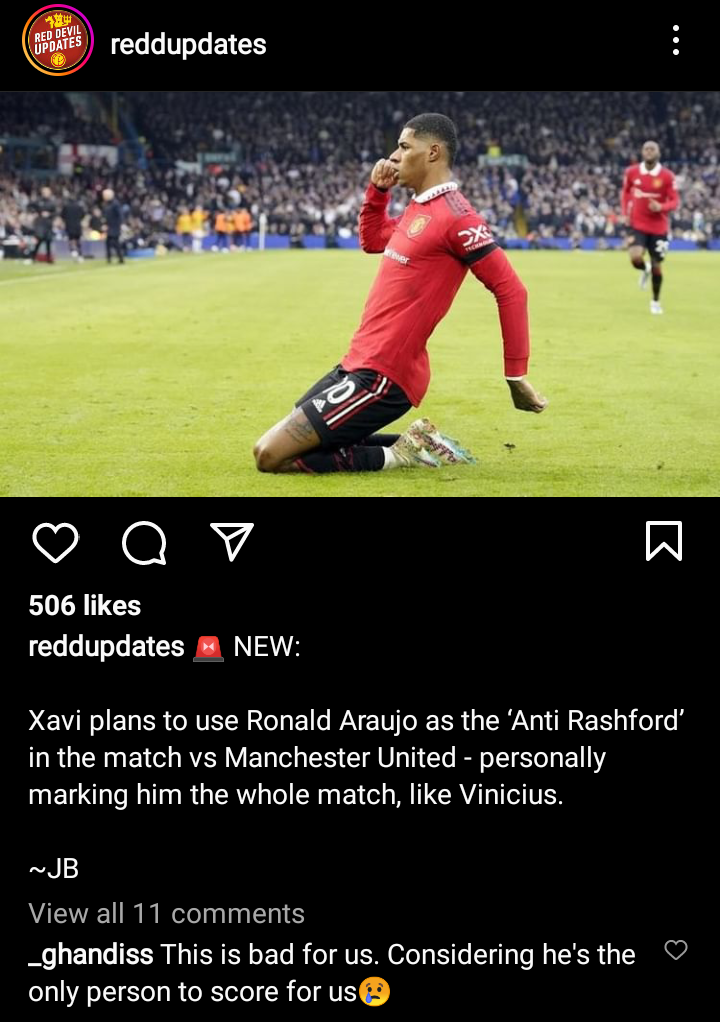 RED DEVIL
UPDATES
reddupdates
TECHNOLOGY
10
506 likes
reddupdates 🚨 NEW:
Xavi plans to use Ronald Araujo as the ‘Anti Rashford’
in the match vs Manchester United - personally
marking him the whole match, like Vinicius.
~JB
View all 11 comments
_ghandiss This is bad for us. Considering he's the
only person to score for us😢